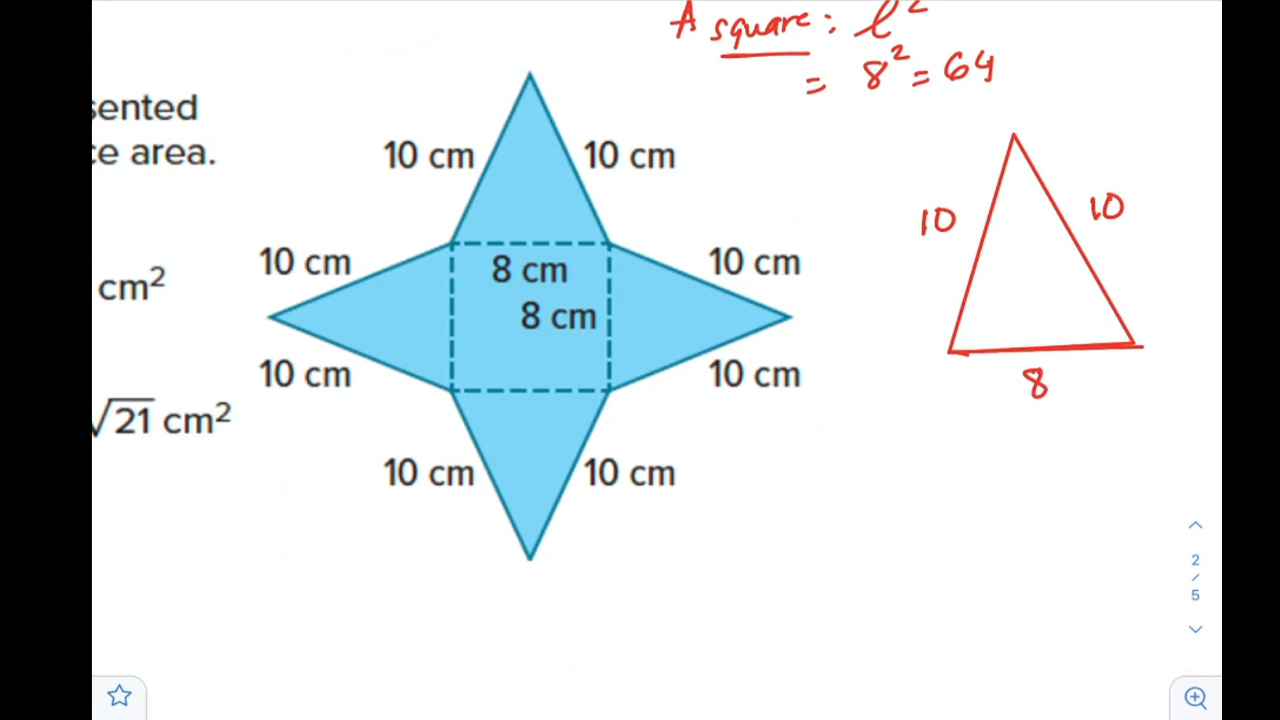 A square : l²
= 8² = 64
sented
ce area.
10 cm 10 cm
10 10
10 cm 8 cm 10 cm
cm²
8 cm
10 cm 10 cm
8
√21 cm²
10 cm 10 cm
2
/
5